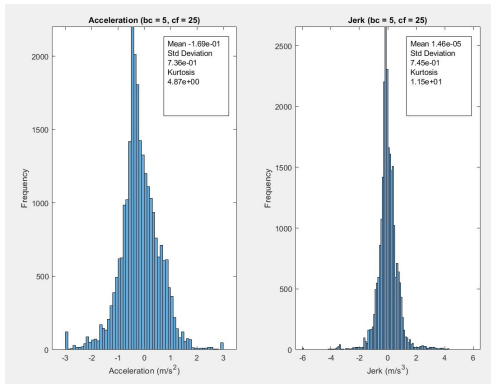 Acceleration (bc = 5, cf = 25)
Mean -1.69e-01
Std Deviation
7.36e-01
Kurtosis
4.87e+00
2000
1500
1000
500
0
Frequency
-3 -2 -1 0 1 2 3
Acceleration (m/s²)
Jerk (bc = 5, cf = 25)
Mean 1.46e-05
Std Deviation
7.45e-01
Kurtosis
1.15e+01
2500
2000
1500
1000
500
0
Frequency
-6 -4 -2 0 2 4 6
Jerk (m/s³)